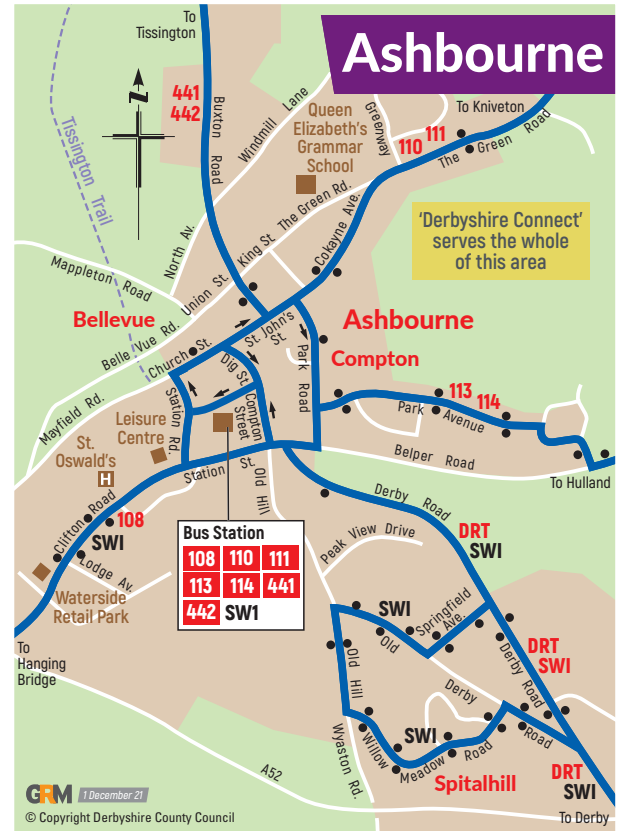 Ashbourne
To
Tissington
441
442
Buxton Road
Tissington Trail
Windmill Lane
Queen
Elizabeth's
Grammar
School
Greenway
To Kniveton
110
111
The Green Road
N
North Av.
King St.
The Green Rd.
Cokayne Ave.
'Derbyshire Connect'
serves the whole
of this area
Mappleton Road
Union St.
Bellevue
Belle Vue Rd.
Church St.
St. John's
St.
Ashbourne
Compton
Dig St.
Park Road
113
114
Park Avenue
Mayfield Rd.
Station Rd.
Leisure
Centre
Compton
Street
St.
Oswald's
H
Station St.
Belper Road
To Hulland
Clifton Road
108
SWI
Old Hill
Derby Road
DRT
SWI
Bus Station
108 110 111
113 114 441
442 SW1
Peak View Drive
Lodge Av.
Waterside
Retail Park
To
Hanging
Bridge
SWI
Springfield
Ave.
Old
Derby
Road
Old Hill
Derby Road
DRT
SWI
SWI
Willow
Meadow
Road
Wyaston Rd.
Spitalhill
DRT
SWI
A52
To Derby
GRM
1 December 21
© Copyright Derbyshire County Council